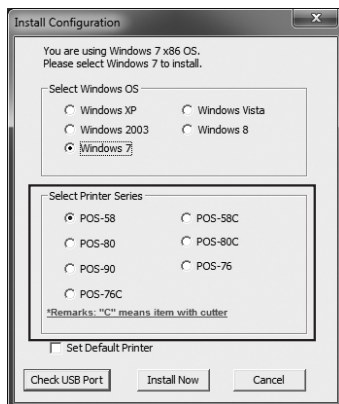 Install Configuration
x
You are using Windows 7 x86 OS.
Please select Windows 7 to install.
Select Windows OS
Windows XP Windows Vista
Windows 2003 Windows 8
Windows 7
Select Printer Series
POS-58 POS-58C
POS-80 POS-80C
POS-90 POS-76
POS-76C
*Remarks: "C" means item with cutter
Set Default Printer
Check USB Port Install Now Cancel